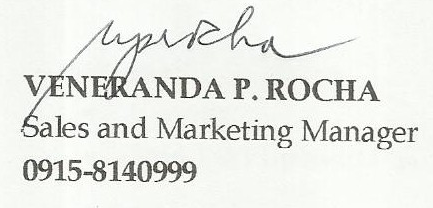 VENERANDA P. ROCHA
Sales and Marketing Manager
0915-8140999